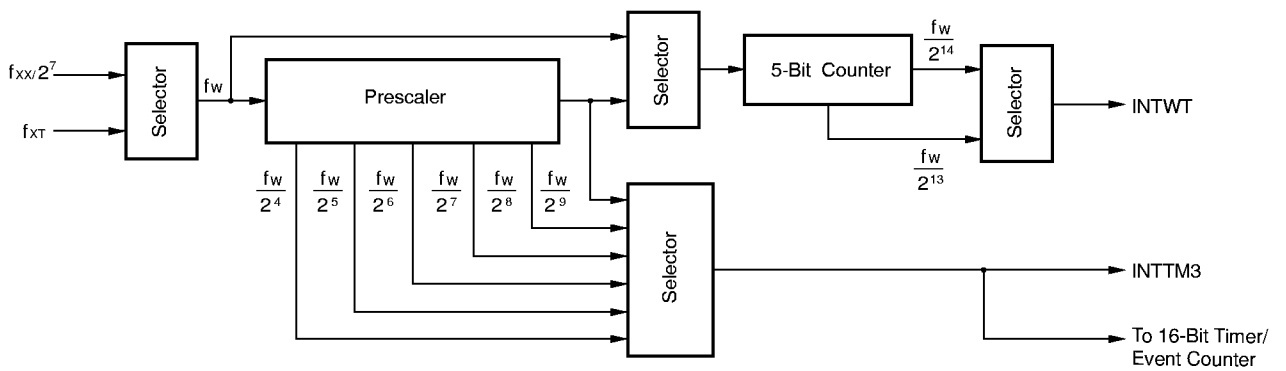 fXX/2^7
fXT
Selector
fW
Prescaler
Selector
5-Bit Counter
fW/2^14
fW/2^13
Selector
INTWT
fW/2^4
fW/2^5
fW/2^6
fW/2^7
fW/2^8
fW/2^9
Selector
INTTM3
To 16-Bit Timer/
Event Counter